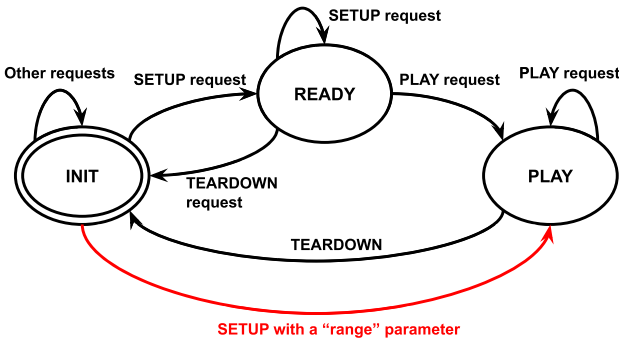 SETUP request
Other requests
SETUP request
PLAY request
PLAY request
READY
INIT
PLAY
TEARDOWN
request
TEARDOWN
SETUP with a “range” parameter